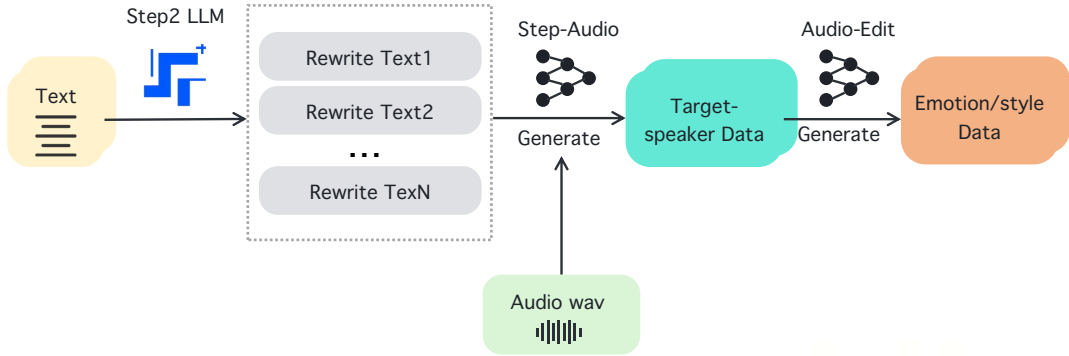 Step2 LLM
Text
Rewrite Text1
Rewrite Text2
...
Rewrite TexN
Step-Audio
Generate
Audio wav
Target-
speaker Data
Audio-Edit
Generate
Emotion/style
Data